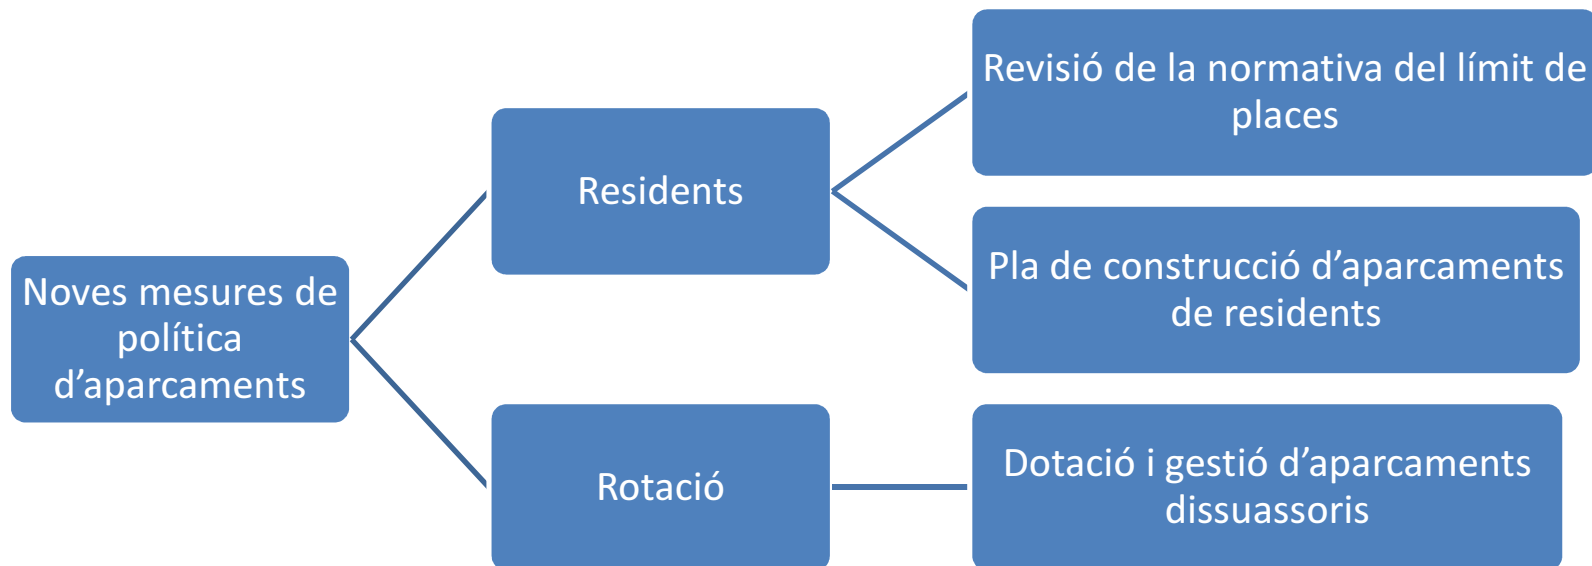 Noves mesures de
política
d’aparcaments
Residents
Revisió de la normativa del límit de
places
Pla de construcció d’aparcaments
de residents
Rotació
Dotació i gestió d’aparcaments
dissuassoris